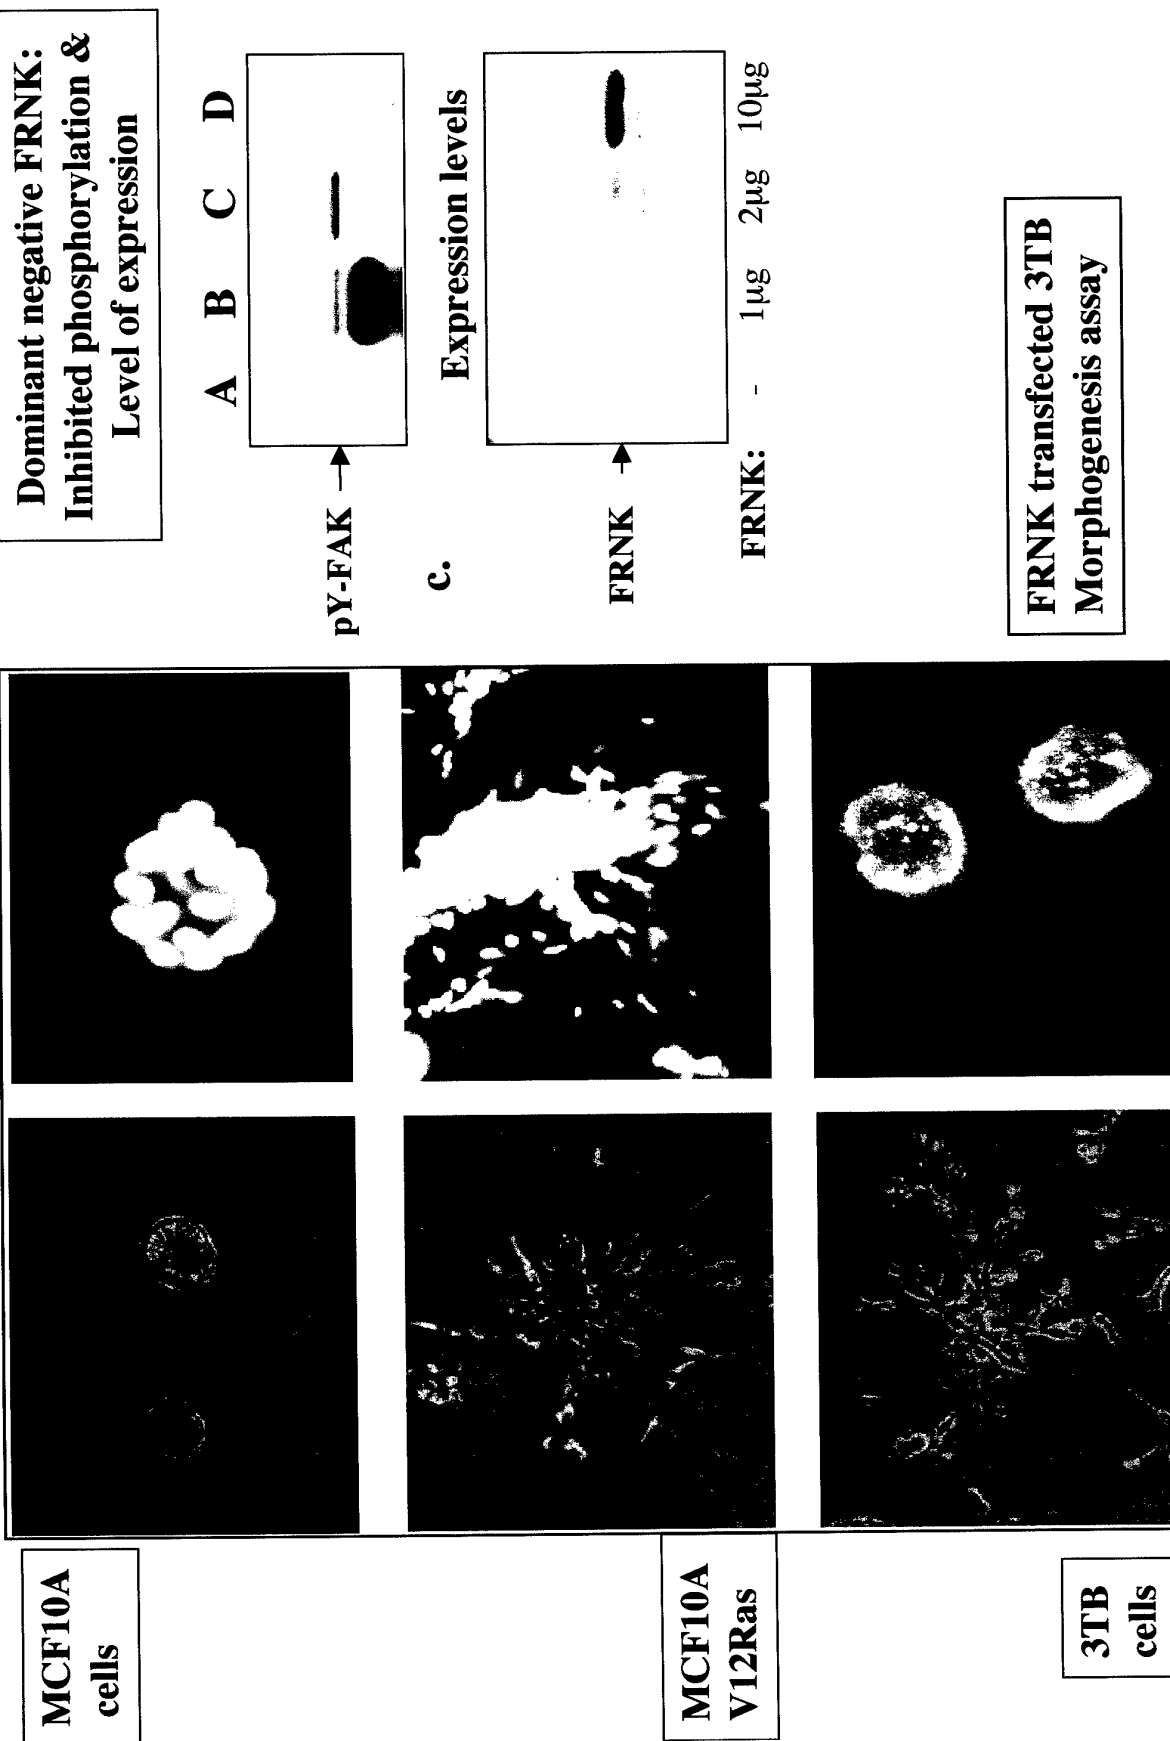 Dominant negative FRNK:
Inhibited phosphorylation &
Level of expression
A B C D
pY-FAK
c.
Expression levels
FRNK
FRNK: - 1µg 2µg 10µg
FRNK transfected 3TB
Morphogenesis assay
MCF10A
cells
MCF10A
V12Ras
3TB
cells